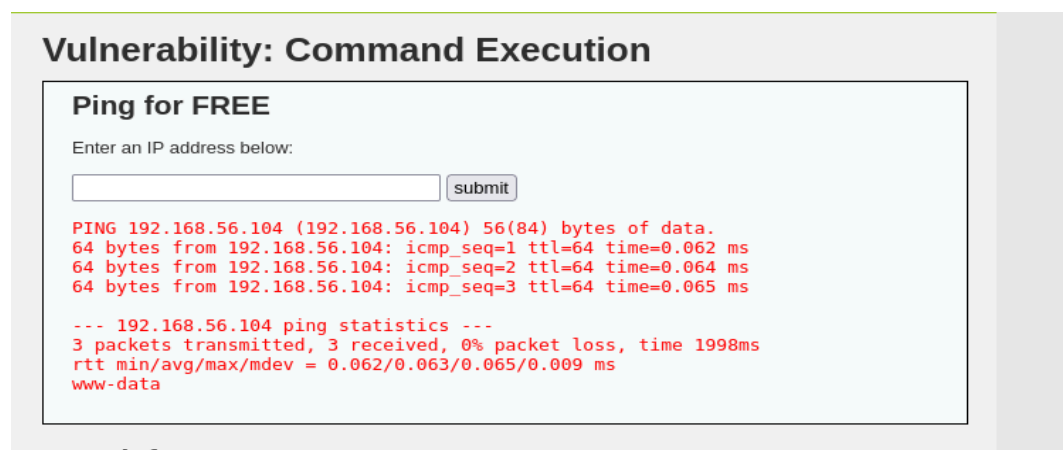 Vulnerability: Command Execution
Ping for FREE
Enter an IP address below:
submit
PING 192.168.56.104 (192.168.56.104) 56(84) bytes of data.
64 bytes from 192.168.56.104: icmp_seq=1 ttl=64 time=0.062 ms
64 bytes from 192.168.56.104: icmp_seq=2 ttl=64 time=0.064 ms
64 bytes from 192.168.56.104: icmp_seq=3 ttl=64 time=0.065 ms
--- 192.168.56.104 ping statistics ---
3 packets transmitted, 3 received, 0% packet loss, time 1998ms
rtt min/avg/max/mdev = 0.062/0.063/0.065/0.009 ms
www-data